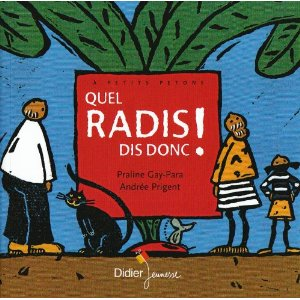 A PETITS PETONS
QUEL
RADIS!
DIS DONC
Praline Gay-Para
Andrée Prigent
Didier Jeunesse